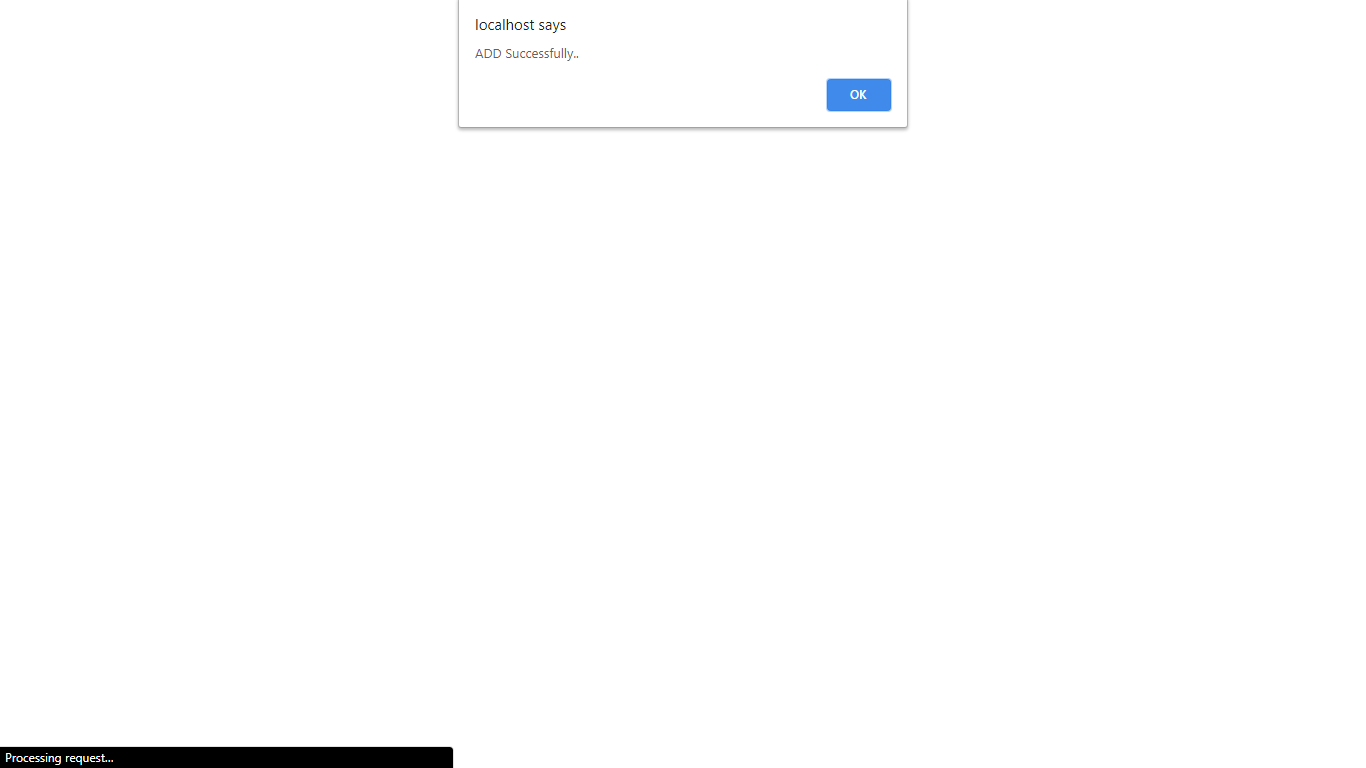 localhost says
ADD Successfully..
OK
Processing request...